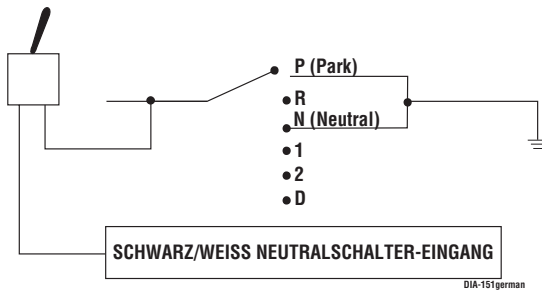 P (Park)
R
N (Neutral)
1
2
D
SCHWARZ/WEISS NEUTRALSCHALTER-EINGANG
DIA-151german